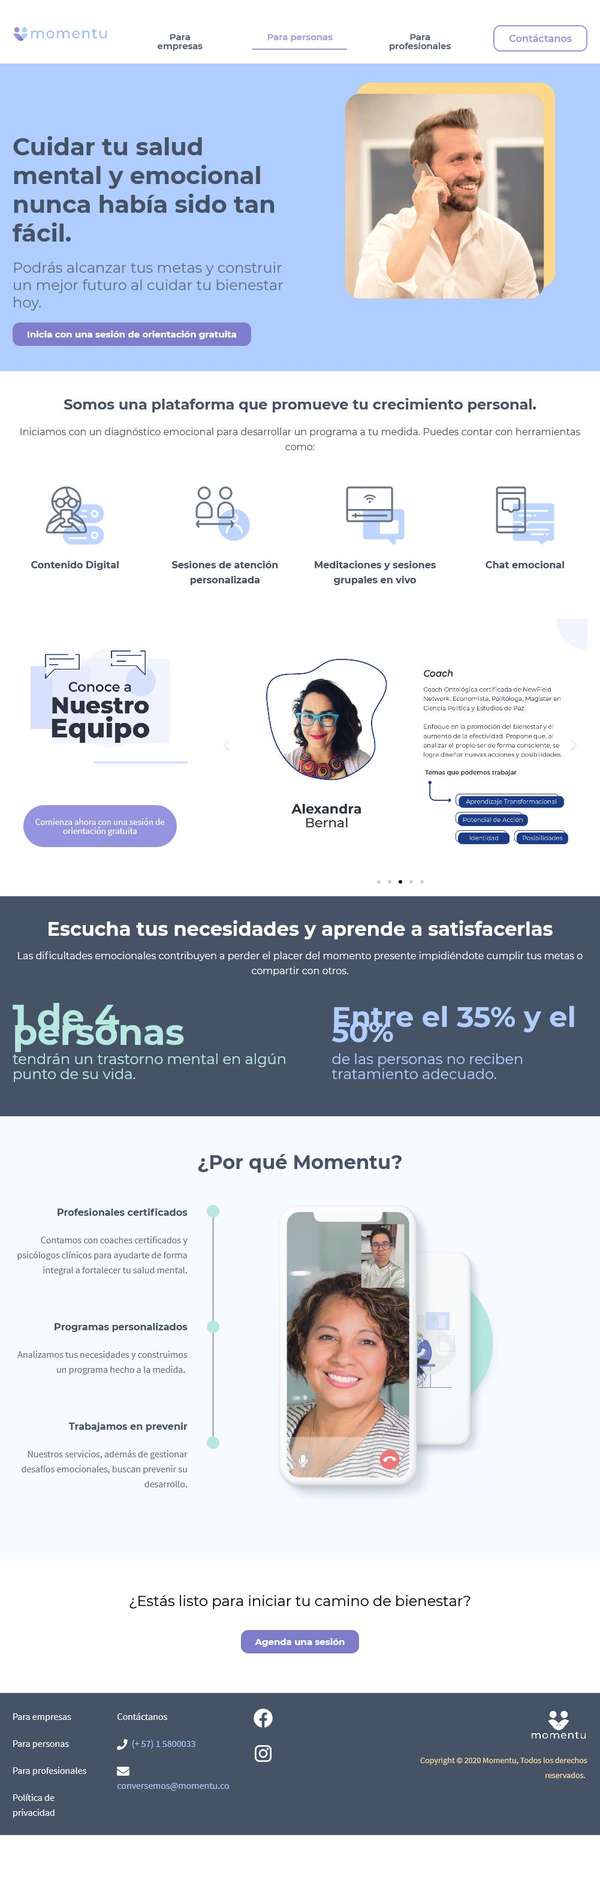 momentu
Para
empresas
Para personas
Para
profesionales
Contáctanos
Cuidar tu salud
mental y emocional
nunca había sido tan
fácil.
Podrás alcanzar tus metas y construir
un mejor futuro al cuidar tu bienestar
hoy.
Inicia con una sesión de orientación gratuita
Somos una plataforma que promueve tu crecimiento personal.
Iniciamos con un diagnóstico emocional para desarrollar un programa a tu medida. Puedes contar con herramientas
como:
Contenido Digital
Sesiones de atención
personalizada
Meditaciones y sesiones
grupales en vivo
Chat emocional
Conoce a
Nuestro
Equipo
Comienza ahora con una sesión de
orientación gratuita
Alexandra
Bernal
Coach
Coach Ontológica certificada de NewField
Network. Economista, Politóloga, Magister en
Ciencia Política y Estudios de Paz.
Enfoque en la promoción del bienestar y el
aumento de la efectividad. Propone que, al
analizar el propio ser de forma consciente, se
logra diseñar nuevas acciones y posibilidades.
Temas que podemos trabajar
Aprendizaje Transformacional
Potencial de Acción
Identidad
Posibilidades
Escucha tus necesidades y aprende a satisfacerlas
Las dificultades emocionales contribuyen a perder el placer del momento presente impidiéndote cumplir tus metas o
compartir con otros.
1 de 4
personas
tendrán un trastorno mental en algún
punto de su vida.
Entre el 35% y el
50%
de las personas no reciben
tratamiento adecuado.
¿Por qué Momentu?
Profesionales certificados
Contamos con coaches certificados y
psicólogos clínicos para ayudarte de forma
integral a fortalecer tu salud mental.
Programas personalizados
Analizamos tus necesidades y construimos
un programa hecho a la medida.
Trabajamos en prevenir
Nuestros servicios, además de gestionar
desafíos emocionales, buscan prevenir su
desarrollo.
¿Estás listo para iniciar tu camino de bienestar?
Agenda una sesión
Para empresas
Para personas
Para profesionales
Política de
privacidad
Contáctanos
(+ 57) 1 5800033
conversemos@momentu.co
momentu
Copyright © 2020 Momentu, Todos los derechos
reservados.